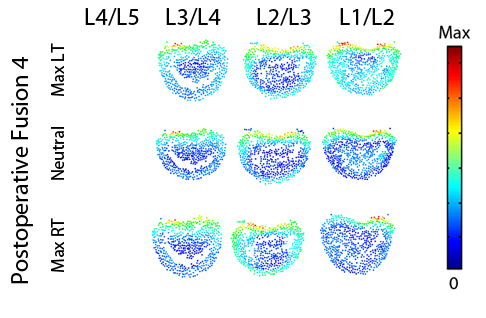 L4/L5 L3/L4 L2/L3 L1/L2
Max
Postoperative Fusion 4
Max LT
Neutral
Max RT
0